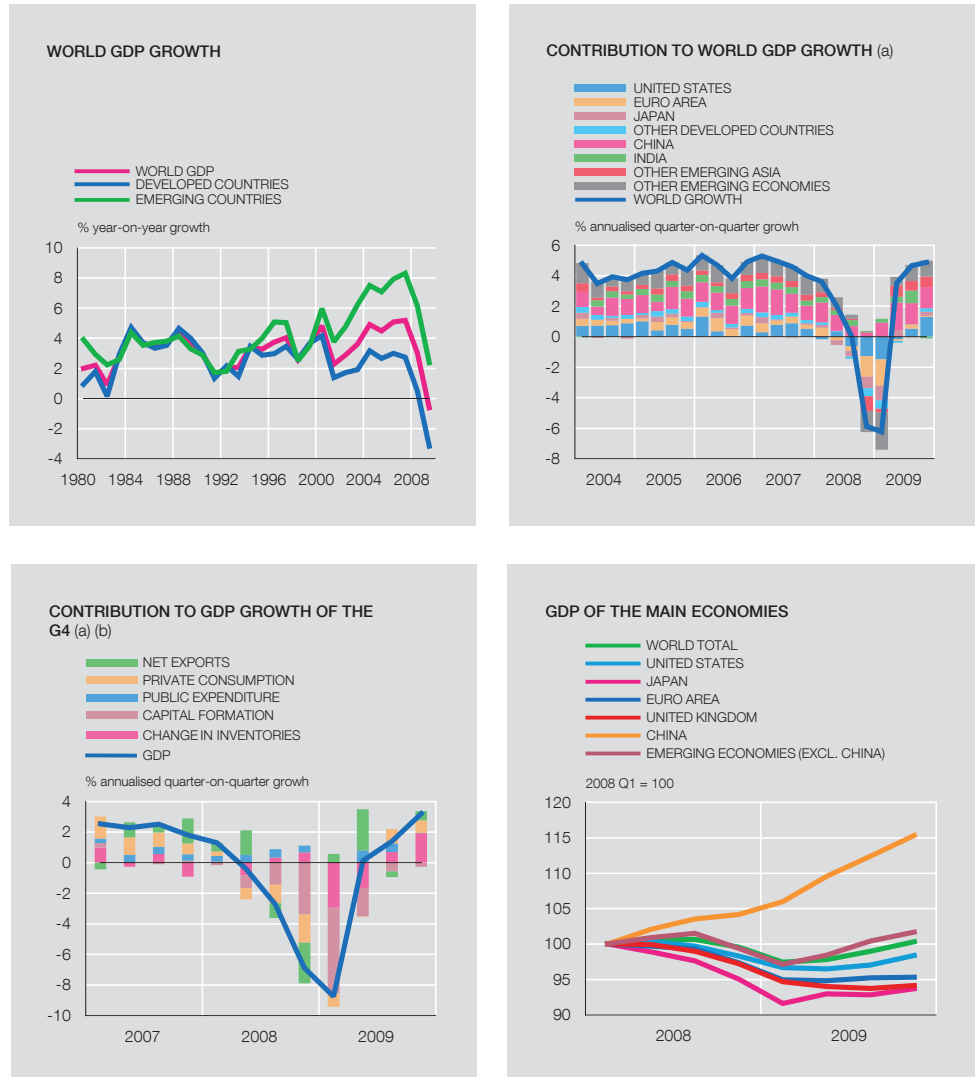 WORLD GDP GROWTH
WORLD GDP
DEVELOPED COUNTRIES
EMERGING COUNTRIES
% year-on-year growth
10
8
6
4
2
0
-2
-4
1980 1984 1988 1992 1996 2000 2004 2008
CONTRIBUTION TO WORLD GDP GROWTH (a)
UNITED STATES
EURO AREA
JAPAN
OTHER DEVELOPED COUNTRIES
CHINA
INDIA
OTHER EMERGING ASIA
OTHER EMERGING ECONOMIES
WORLD GROWTH
% annualised quarter-on-quarter growh
6
4
2
0
-2
-4
-6
-8
2004 2005 2006 2007 2008 2009
CONTRIBUTION TO GDP GROWTH OF THE
G4 (a) (b)
NET EXPORTS
PRIVATE CONSUMPTION
PUBLIC EXPENDITURE
CAPITAL FORMATION
CHANGE IN INVENTORIES
GDP
% annualised quarter-on-quarter growh
4
2
0
-2
-4
-6
-8
-10
2007 2008 2009
GDP OF THE MAIN ECONOMIES
WORLD TOTAL
UNITED STATES
JAPAN
EURO AREA
UNITED KINGDOM
CHINA
EMERGING ECONOMIES (EXCL. CHINA)
2008 Q1 = 100
120
115
110
105
100
95
90
2008 2009